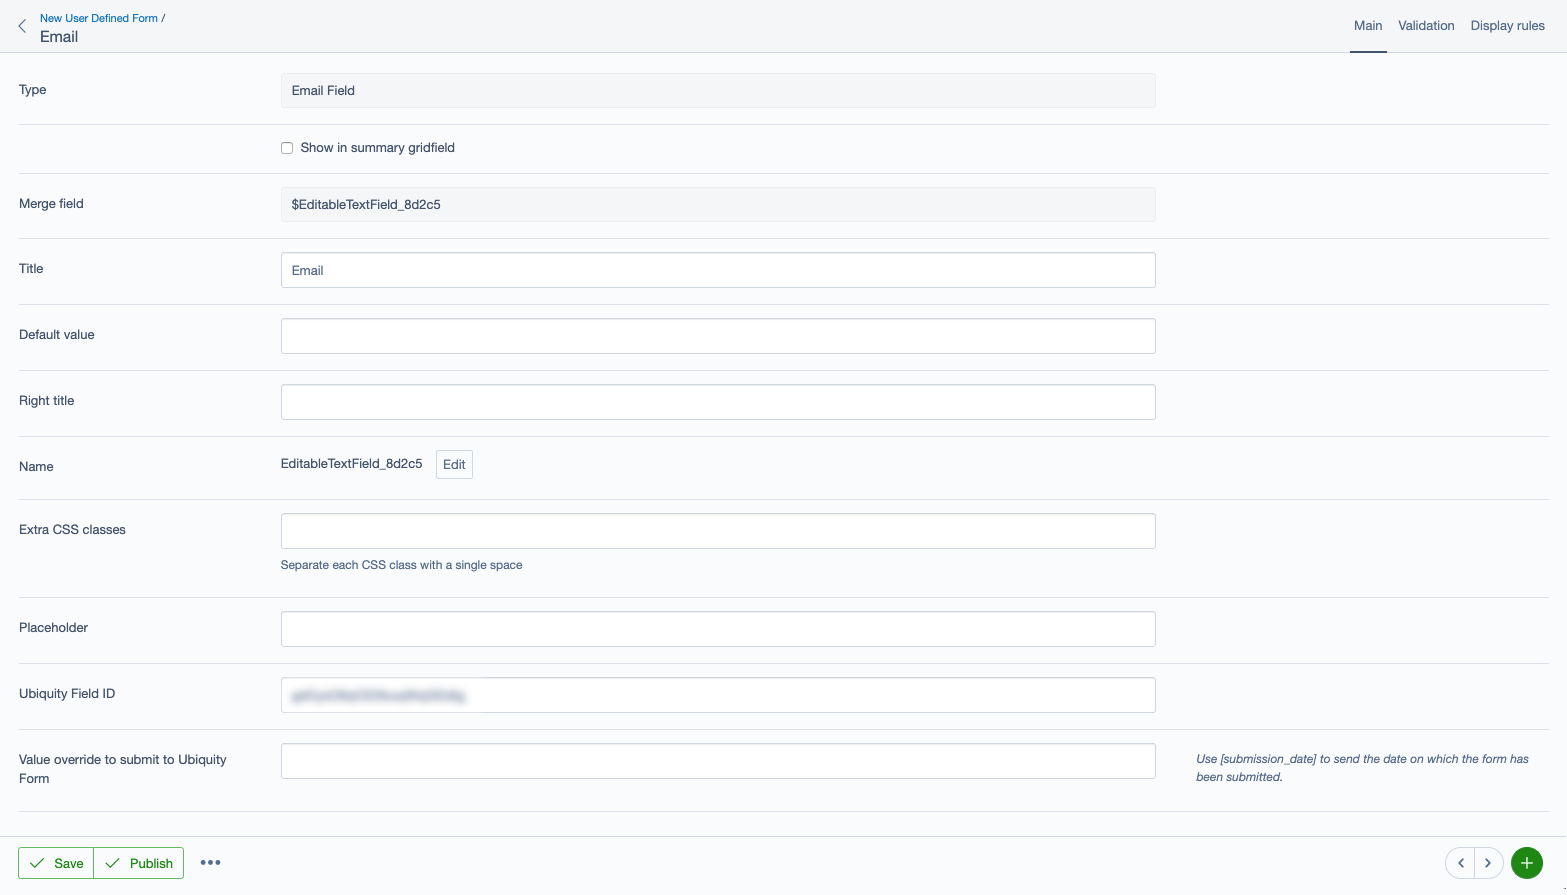 New User Defined Form /
Email
Main Validation Display rules
Type
Email Field
Show in summary gridfield
Merge field
$EditableTextField_8d2c5
Title
Email
Default value
Right title
Name
EditableTextField_8d2c5 Edit
Extra CSS classes
Separate each CSS class with a single space
Placeholder
Ubiquity Field ID
Value override to submit to Ubiquity
Form
Use [submission_date] to send the date on which the form has
been submitted.
Save Publish